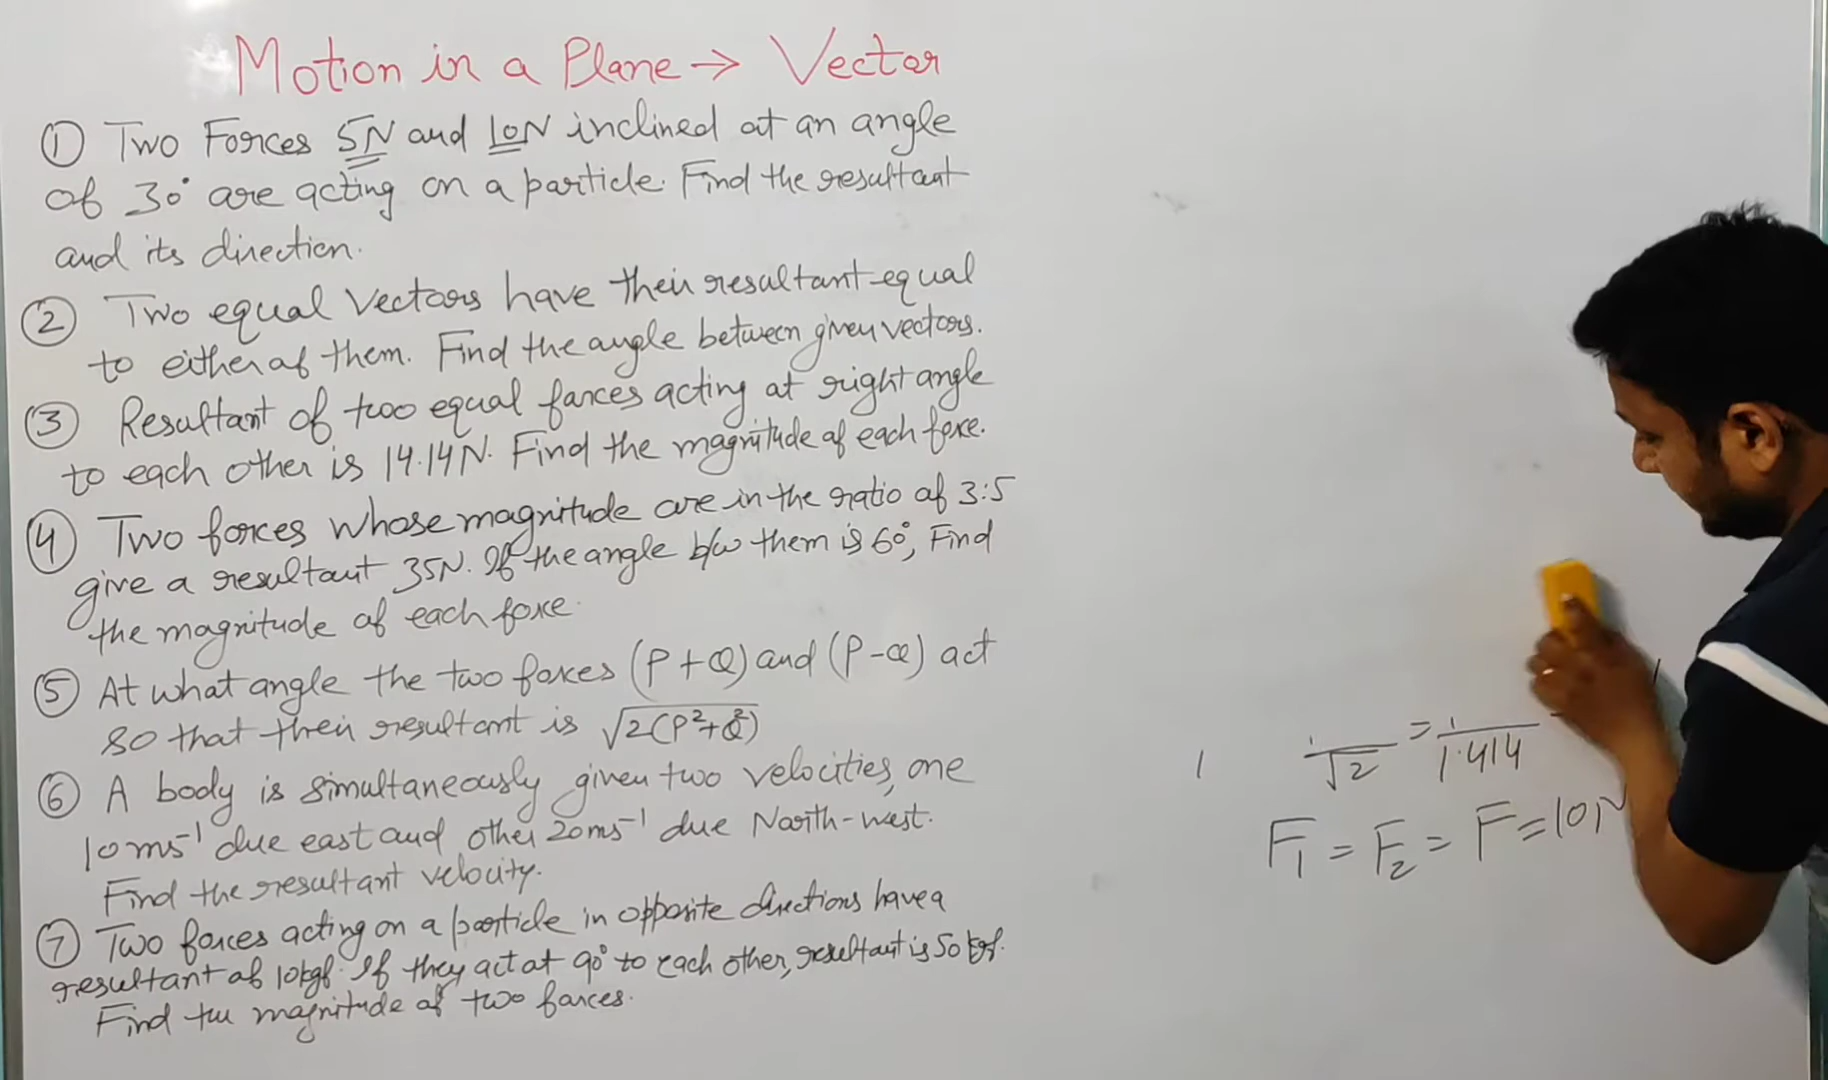 Motion in a Plane → Vector
① Two Forces 5N and 10N inclined at an angle
of 30° are acting on a particle. Find the resultant
and its direction.
② Two equal Vectors have their resultant equal
to either of them. Find the angle between given vectors.
③ Resultant of two equal forces acting at right angle
to each other is 14.14N. Find the magnitude of each force.
④ Two forces whose magnitude are in the ratio of 3:5
give a resultant 35N. If the angle b/w them is 60°, Find
the magnitude of each force.
⑤ At what angle the two forces (P+Q) and (P-Q) act
so that their resultant is √2(P²+Q²)
⑥ A body is simultaneously given two velocities, one
10 ms⁻¹ due east and other 20 ms⁻¹ due North-west.
Find the resultant velocity.
⑦ Two forces acting on a particle in opposite directions have a
resultant of 10kgf. If they act at 90° to each other, resultant is 50 kgf.
Find the magnitude of two forces.
√2 = 1/1.414
F₁ = F₂ = F = 10N